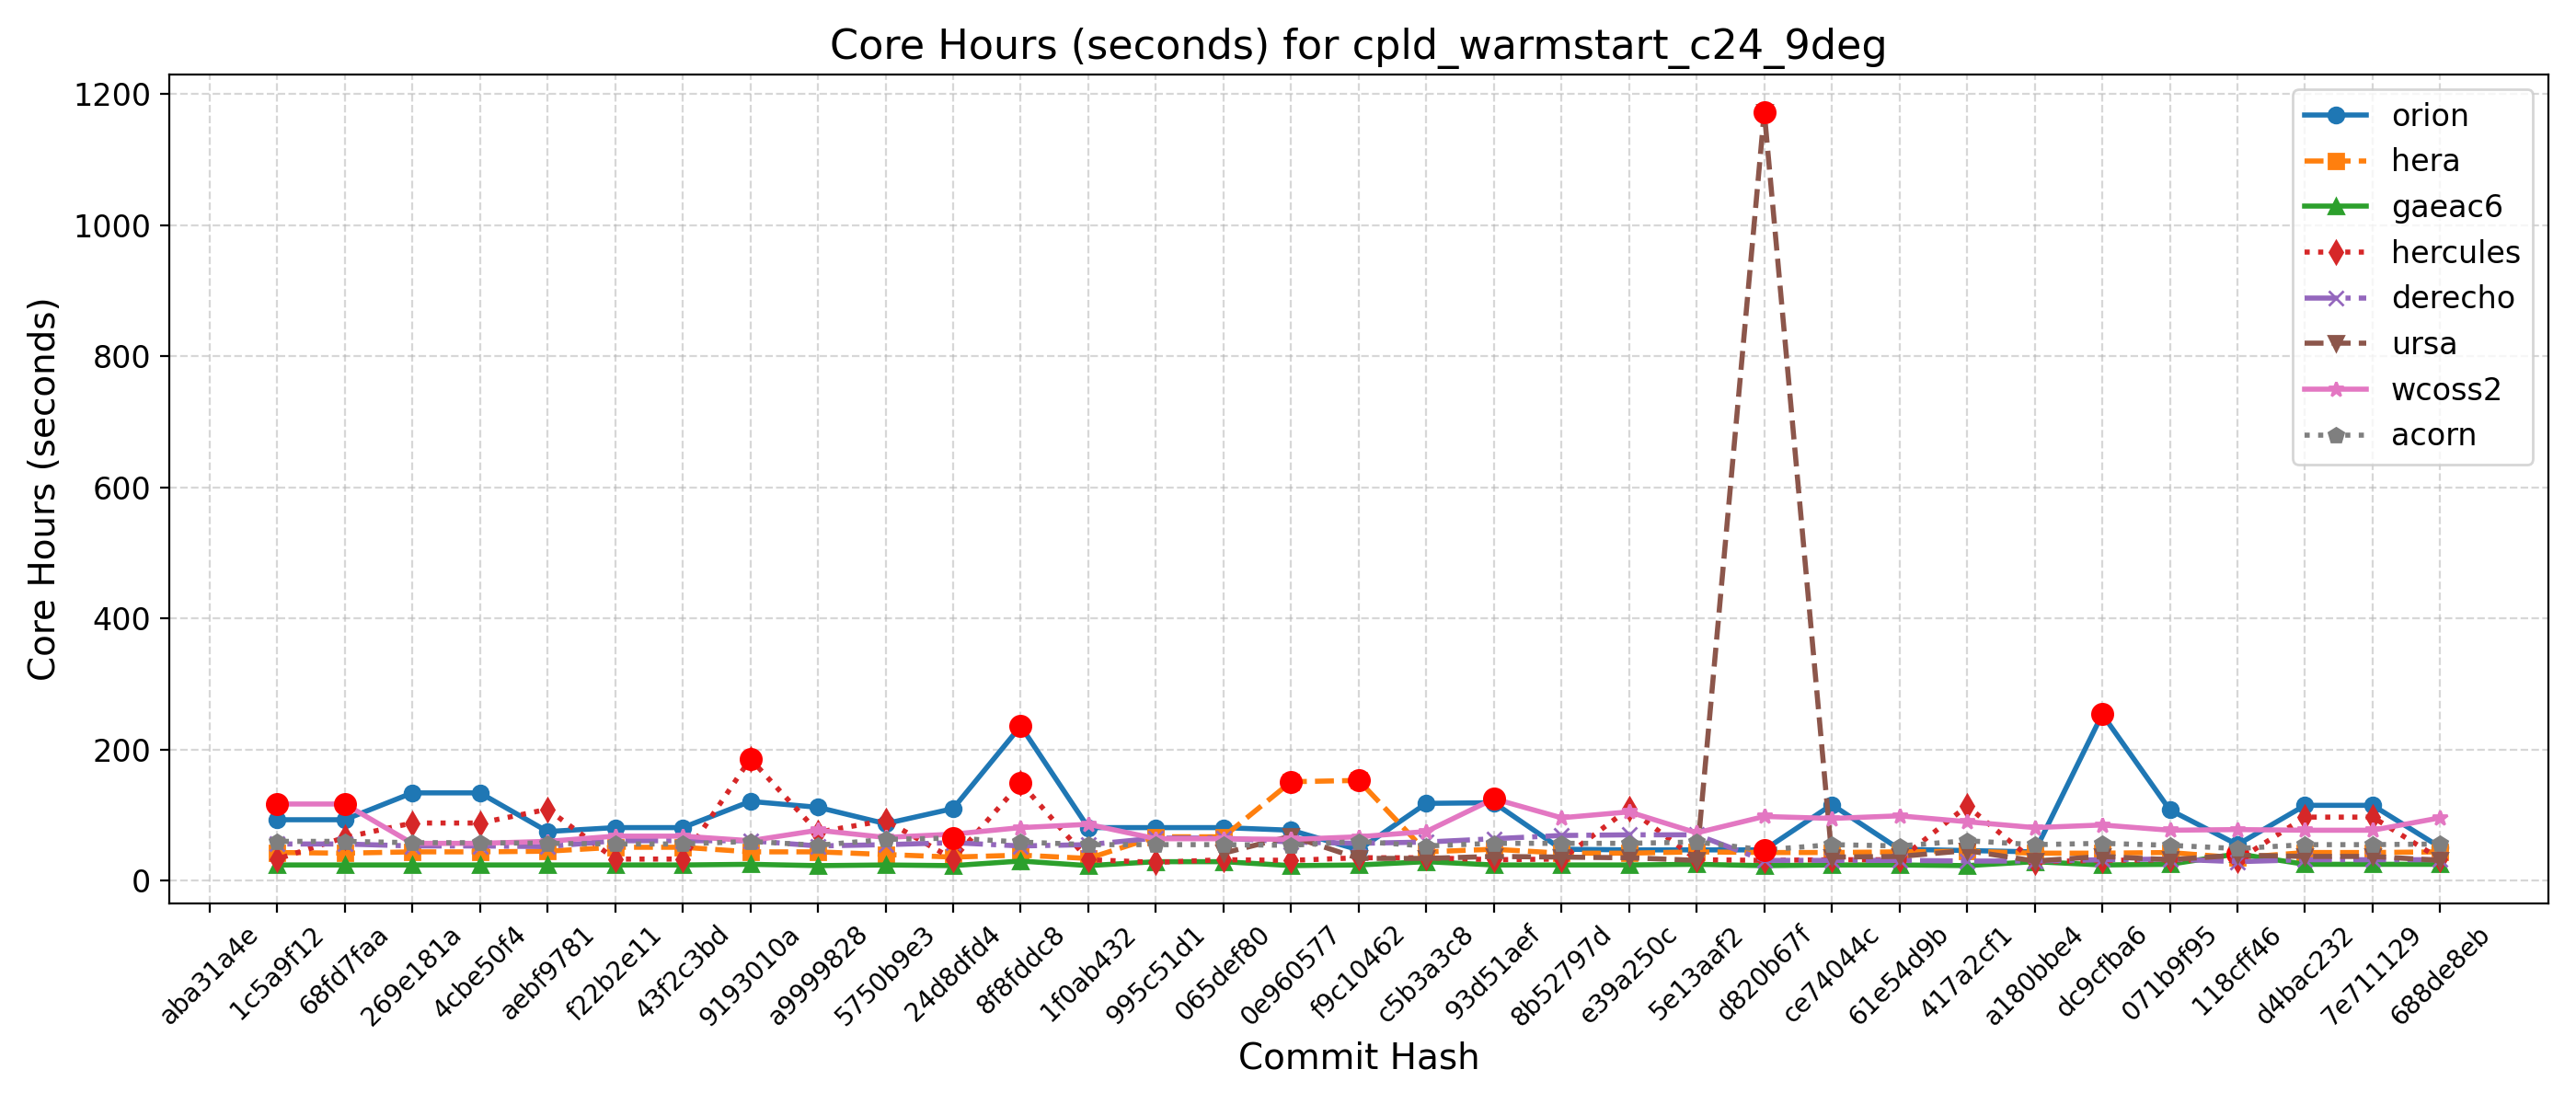 Core Hours (seconds) for cpld_warmstart_c24_9deg
Core Hours (seconds)
1200
1000
800
600
400
200
0
orion
hera
gaeac6
hercules
derecho
ursa
wcoss2
acorn
aba31a4e
1c5a9f12
68fd7faa
269e181a
4cbe50f4
aebf9781
f22b2e11
43f2c3bd
9193010a
a9999828
5750b9e3
24d8dfd4
8f8fddc8
1f0ab432
995c51d1
065def80
0e960577
f9c10462
c5b3a3c8
93d51aef
8b52797d
e39a250c
5e13aaf2
d820b67f
ce74044c
61e54d9b
417a2cf1
a180bbe4
dc9cfba6
071b9f95
118cff46
d4bac232
7e711129
688de8eb
Commit Hash